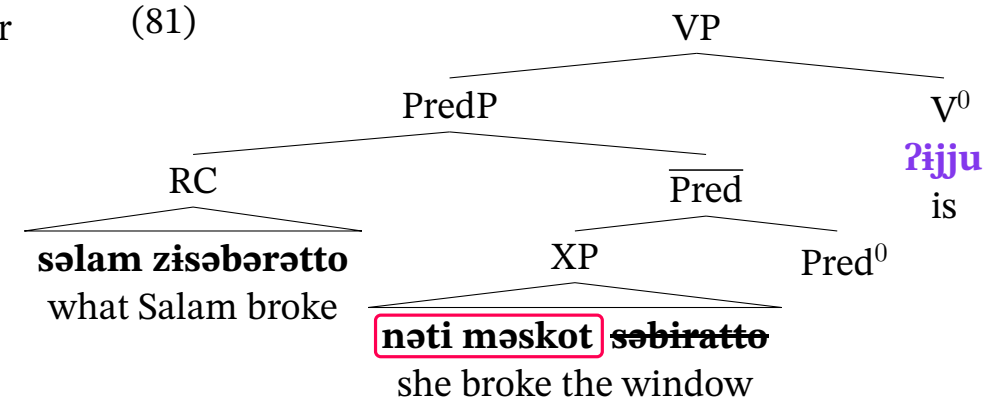 r (81)
VP
PredP V⁰
ʔɨjju
is
RC P̅r̅e̅d̅
səlam zɨsəbərətto
what Salam broke
XP Pred⁰
nəti məskot səbiratto
she broke the window